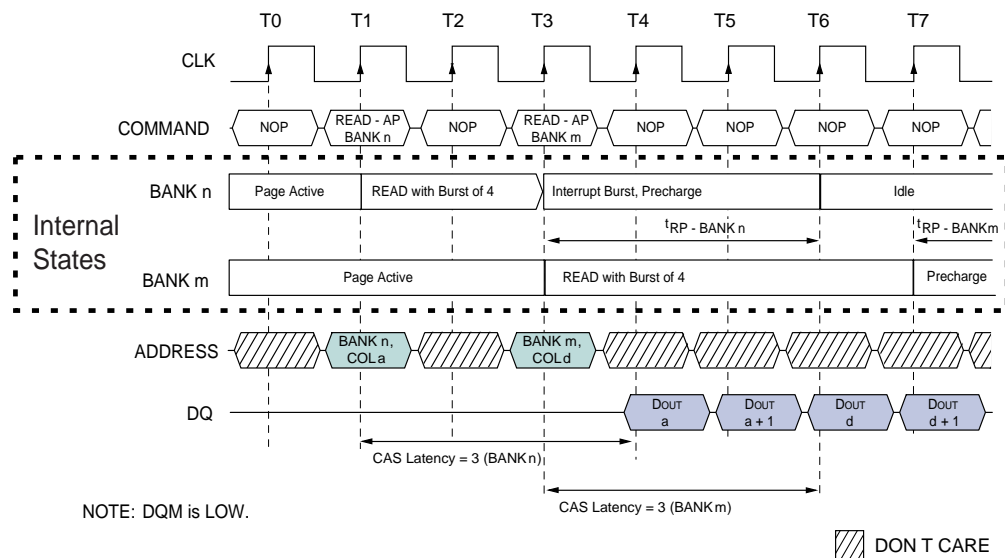 T0 T1 T2 T3 T4 T5 T6 T7
CLK
COMMAND NOP READ - AP BANK n NOP READ - AP BANK m NOP NOP NOP NOP
Internal States
BANK n Page Active READ with Burst of 4 Interrupt Burst, Precharge Idle
tRP - BANK n tRP - BANK m
BANK m Page Active READ with Burst of 4 Precharge
ADDRESS BANK n, COL a BANK m, COL d
DQ DOUT a DOUT a + 1 DOUT d DOUT d + 1
CAS Latency = 3 (BANK n)
CAS Latency = 3 (BANK m)
NOTE: DQM is LOW.
DON T CARE